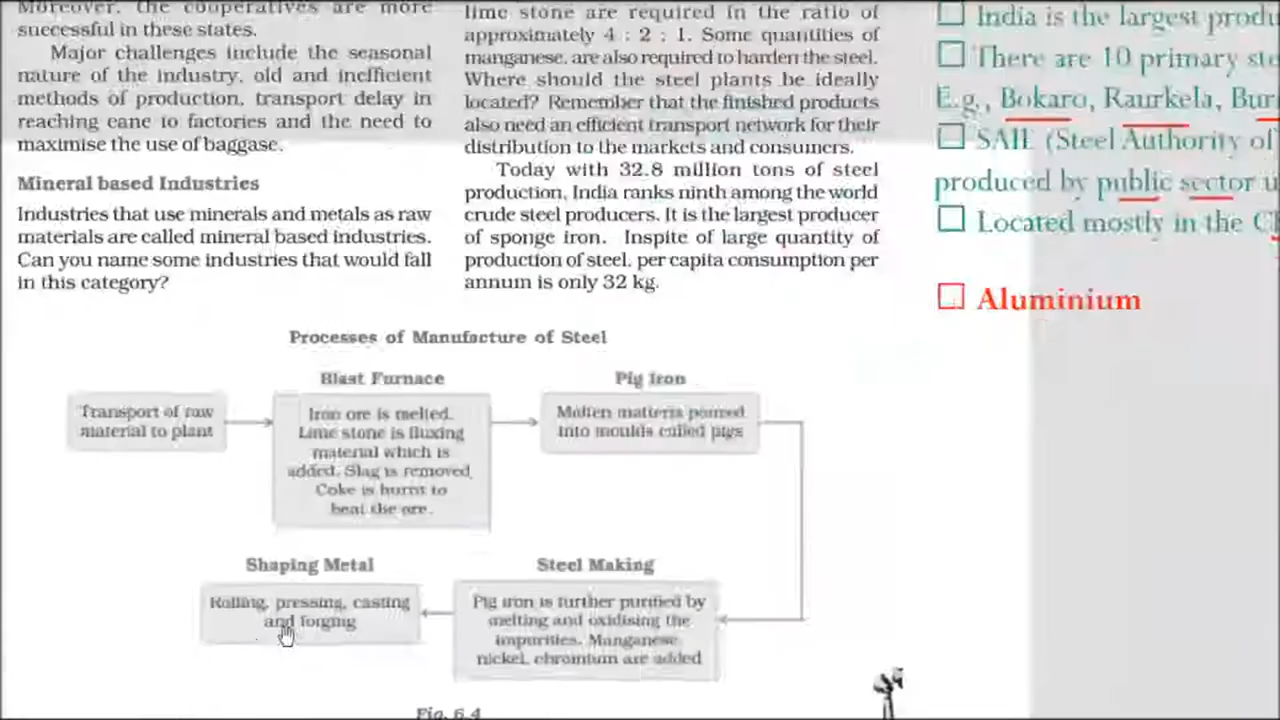 Moreover, the cooperatives are more
successful in these states.
Major challenges include the seasonal
nature of the industry, old and inefficient
methods of production, transport delay in
reaching cane to factories and the need to
maximise the use of baggase.
Mineral based Industries
Industries that use minerals and metals as raw
materials are called mineral based industries.
Can you name some industries that would fall
in this category?
lime stone are required in the ratio of
approximately 4 : 2 : 1. Some quantities of
manganese, are also required to harden the steel.
Where should the steel plants be ideally
located? Remember that the finished products
also need an efficient transport network for their
distribution to the markets and consumers.
Today with 32.8 million tons of steel
production, India ranks ninth among the world
crude steel producers. It is the largest producer
of sponge iron. Inspite of large quantity of
production of steel, per capita consumption per
annum is only 32 kg.
India is the largest produ
There are 10 primary ste
E.g., Bokaro, Raurkela, Bur
SAIL (Steel Authority of
produced by public sector u
Located mostly in the C
Aluminium
Processes of Manufacture of Steel
Transport of raw
material to plant
Blast Furnace
Iron ore is melted.
Lime stone is fluxing
material which is
added. Slag is removed
Coke is burnt to
heat the ore.
Pig Iron
Molten materia poured
into moulds called pigs
Steel Making
Pig iron is further purified by
melting and oxidising the
impurities. Manganese
nickel, chromium are added
Shaping Metal
Rolling, pressing, casting
and forging
Fig. 6.4